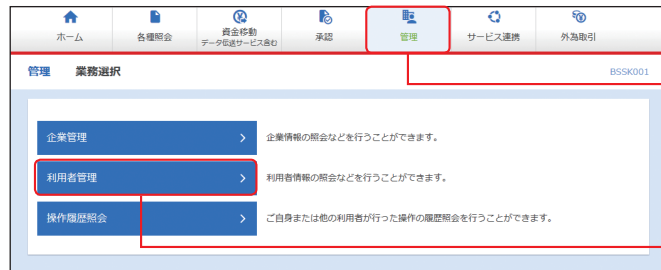 ホーム
各種照会
資金移動
データ伝送サービス含む
承認
管理
サービス連携
外為取引
管理 業務選択
BSSK001
企業管理
企業情報の照会などを行うことができます。
利用者管理
利用者情報の照会などを行うことができます。
操作履歴照会
ご自身または他の利用者が行った操作の履歴照会を行うことができます。